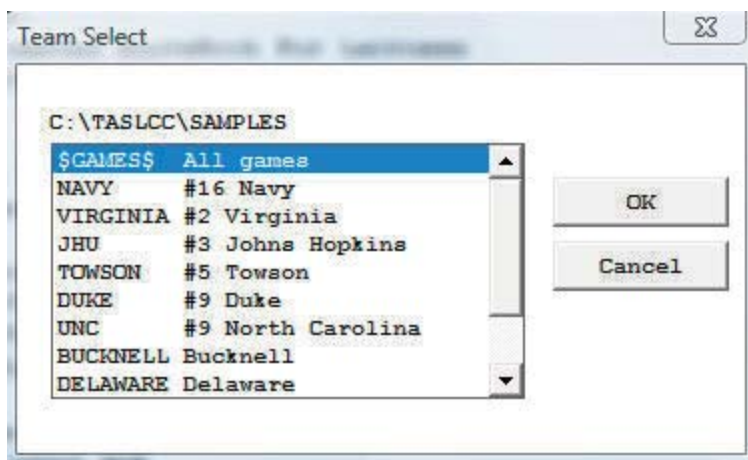 Team Select
C:\TASLCC\SAMPLES
$GAMES$ All games
NAVY #16 Navy
VIRGINIA #2 Virginia
JHU #3 Johns Hopkins
TOWSON #5 Towson
DUKE #9 Duke
UNC #9 North Carolina
BUCKNELL Bucknell
DELAWARE Delaware
OK
Cancel